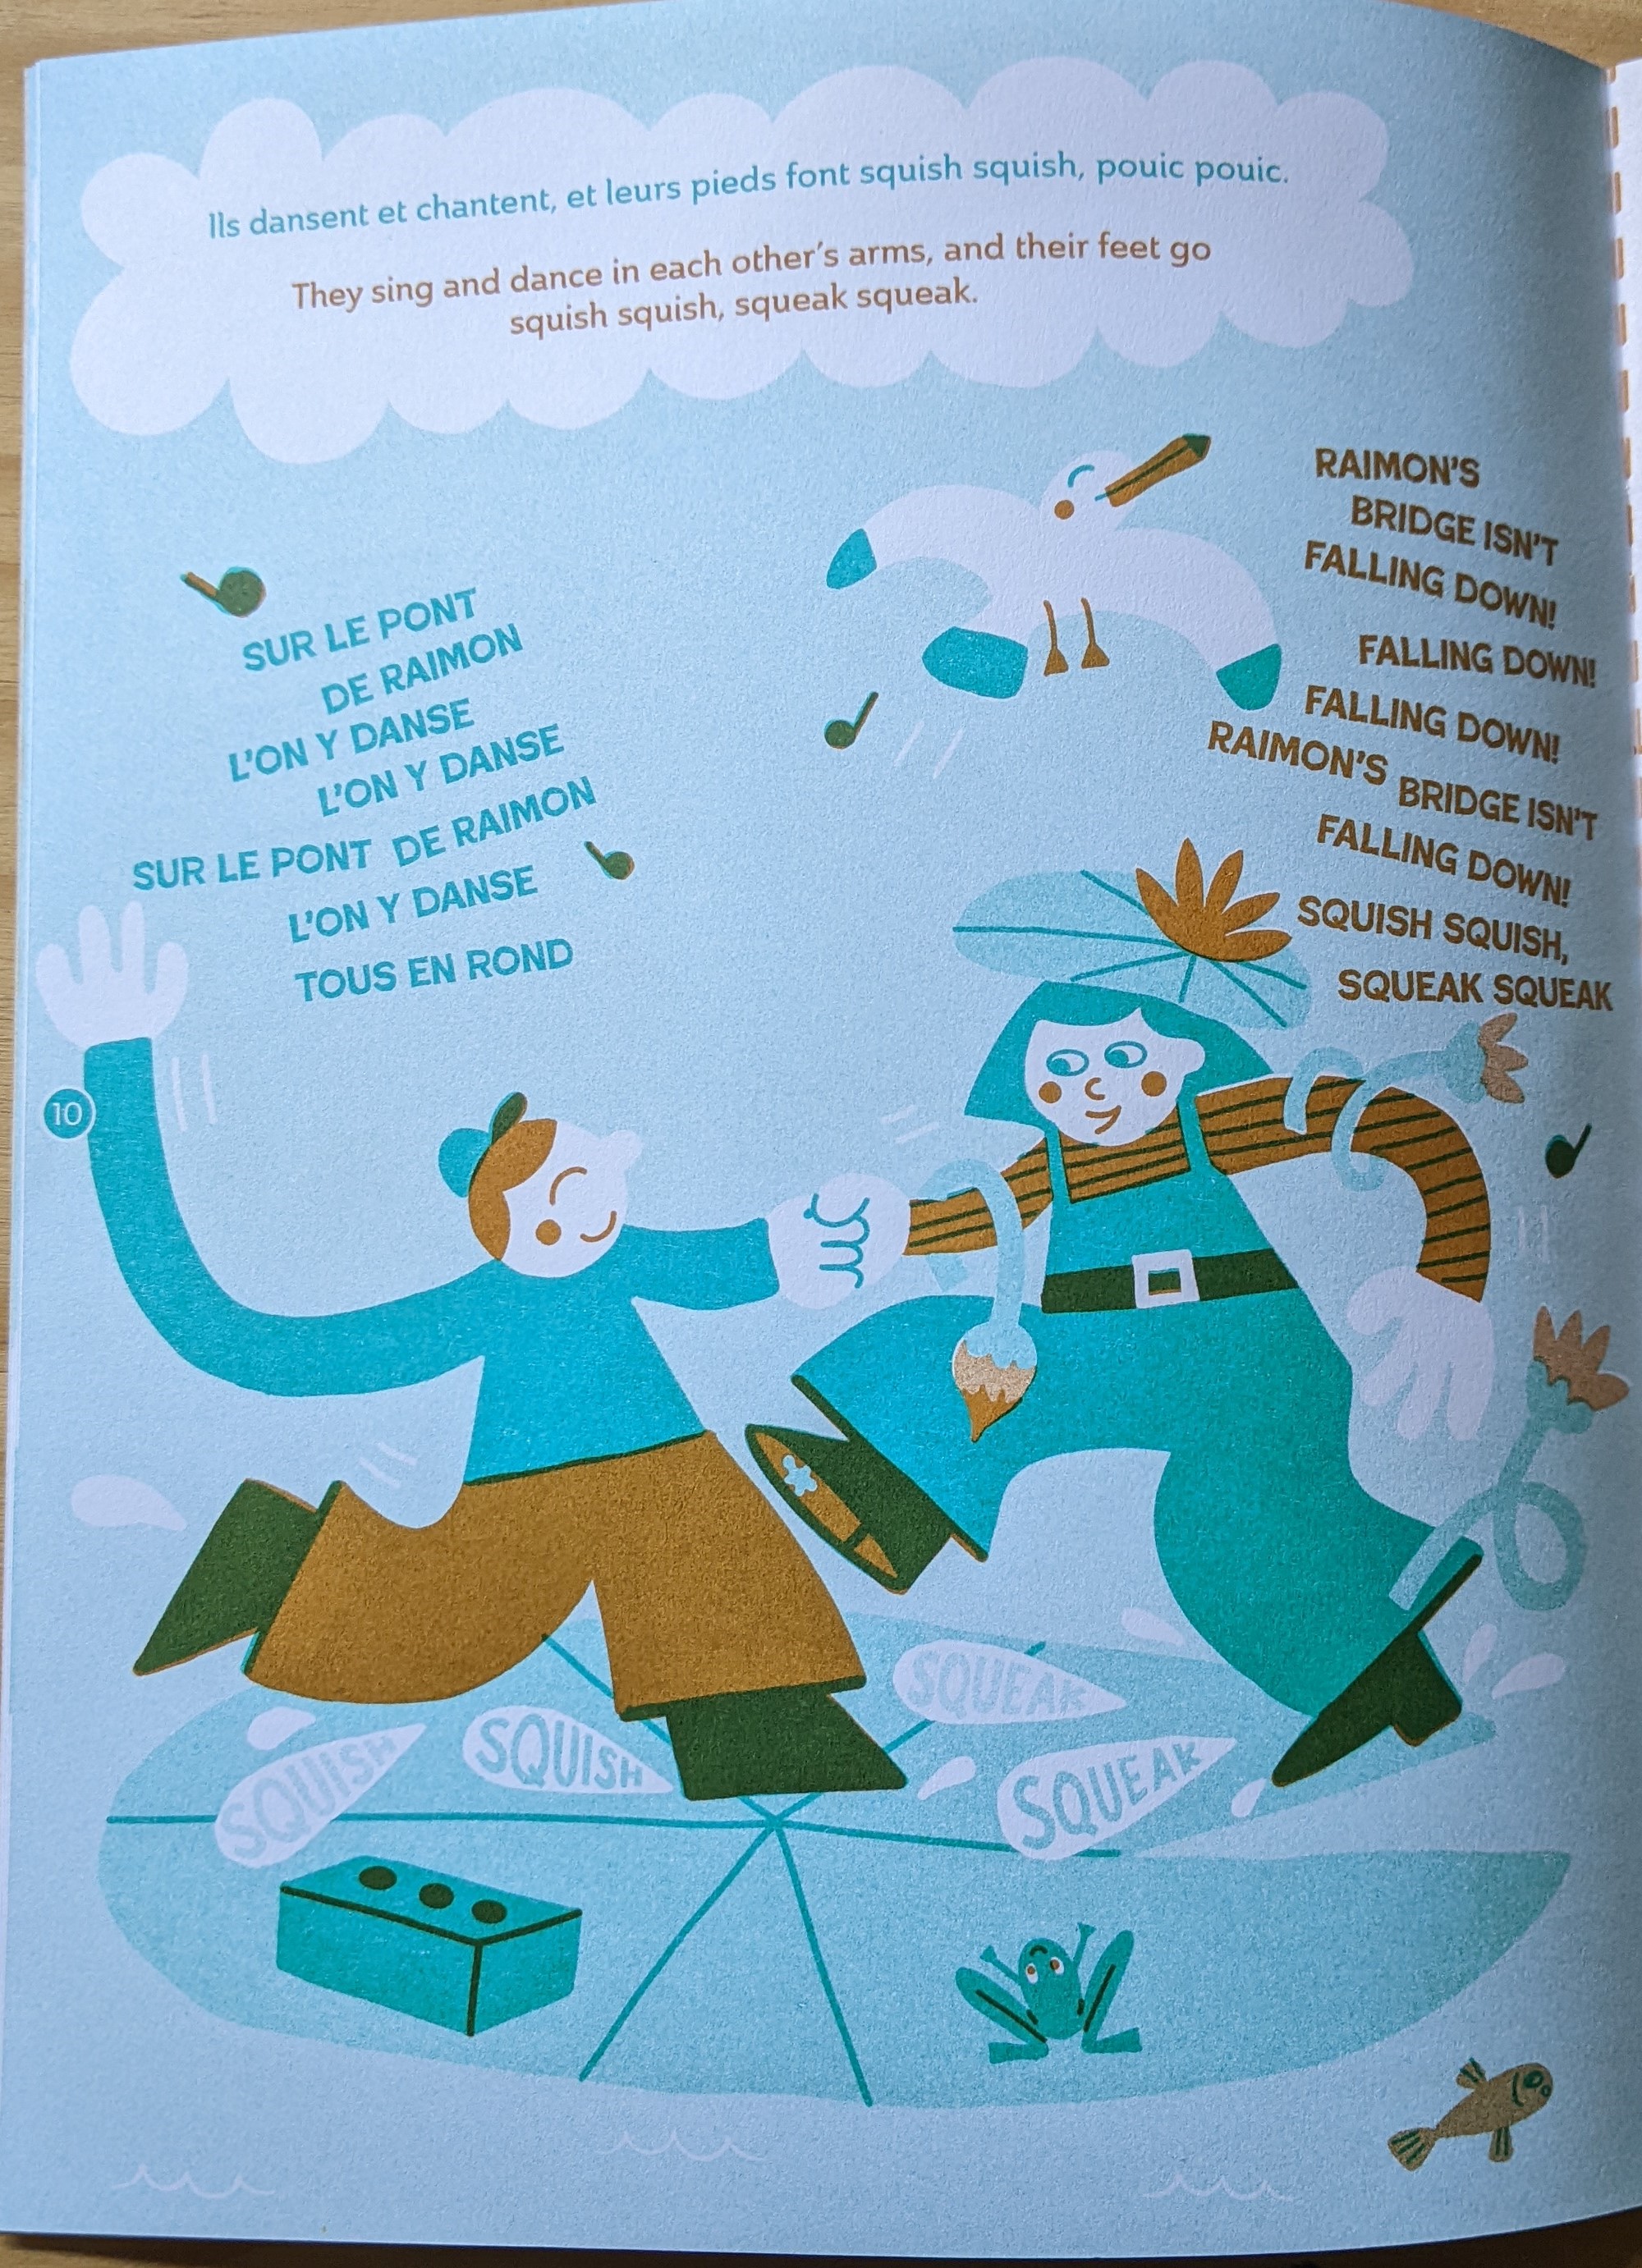 Ils dansent et chantent, et leurs pieds font squish squish, pouic pouic.
They sing and dance in each other's arms, and their feet go
squish squish, squeak squeak.
SUR LE PONT
DE RAIMON
L'ON Y DANSE
L'ON Y DANSE
SUR LE PONT DE RAIMON
L'ON Y DANSE
TOUS EN ROND
RAIMON'S
BRIDGE ISN'T
FALLING DOWN!
FALLING DOWN!
FALLING DOWN!
RAIMON'S BRIDGE ISN'T
FALLING DOWN!
SQUISH SQUISH,
SQUEAK SQUEAK
10
SQUISH
SQUISH
SQUEAK
SQUEAK